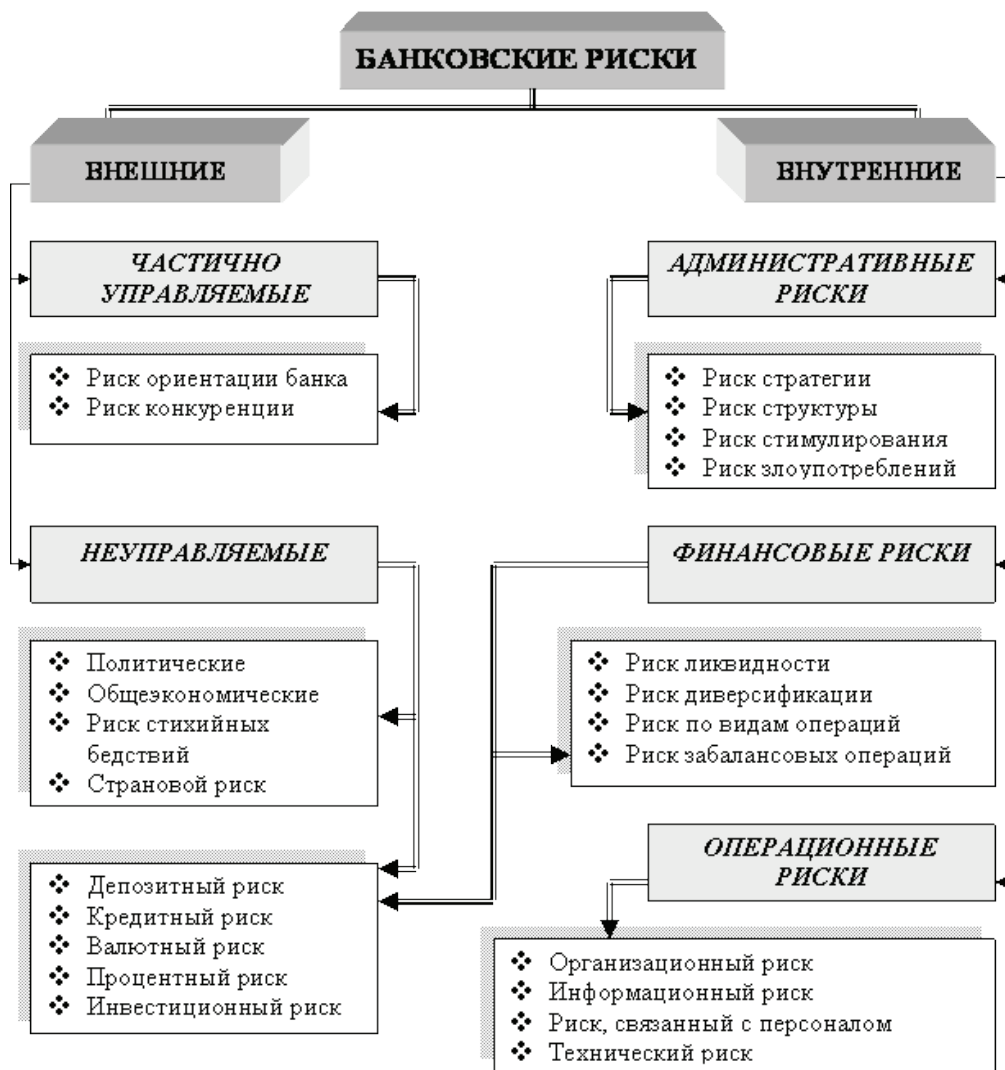 БАНКОВСКИЕ РИСКИ
ВНЕШНИЕ
ВНУТРЕННИЕ
ЧАСТИЧНО
УПРАВЛЯЕМЫЕ
АДМИНИСТРАТИВНЫЕ
РИСКИ
❖ Риск ориентации банка
❖ Риск конкуренции
❖ Риск стратегии
❖ Риск структуры
❖ Риск стимулирования
❖ Риск злоупотреблений
НЕУПРАВЛЯЕМЫЕ
ФИНАНСОВЫЕ РИСКИ
❖ Политические
❖ Общеэкономические
❖ Риск стихийных
бедствий
❖ Страновой риск
❖ Риск ликвидности
❖ Риск диверсификации
❖ Риск по видам операций
❖ Риск забалансовых операций
❖ Депозитный риск
❖ Кредитный риск
❖ Валютный риск
❖ Процентный риск
❖ Инвестиционный риск
ОПЕРАЦИОННЫЕ
РИСКИ
❖ Организационный риск
❖ Информационный риск
❖ Риск, связанный с персоналом
❖ Технический риск